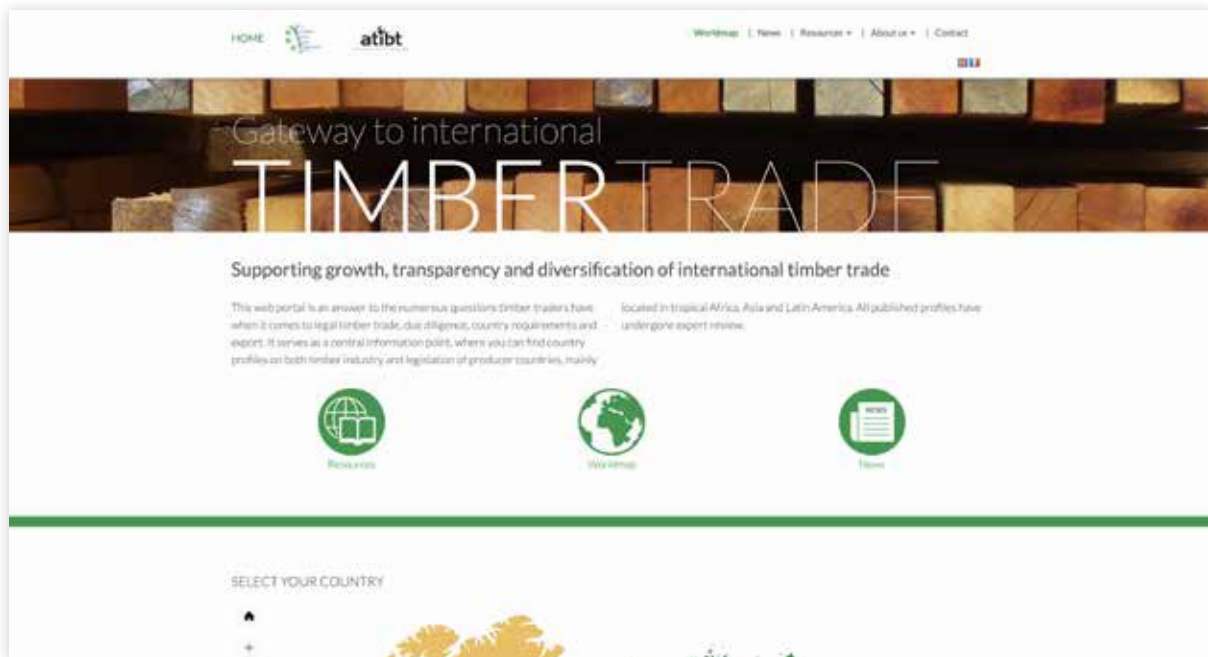 HOME
atibt
Worldmap | News | Resources | About us | Contact
Gateway to international
TIMBERTRADE
Supporting growth, transparency and diversification of international timber trade
This web portal is an answer to the numerous questions timber traders have
when it comes to legal timber trade, due diligence, country requirements and
export. It serves as a central information point, where you can find country
profiles on both timber industry and legislation of producer countries, mainly
located in tropical Africa, Asia and Latin America. All published profiles have
undergone expert review.
Resources
Worldmap
NEWS
News
SELECT YOUR COUNTRY
+